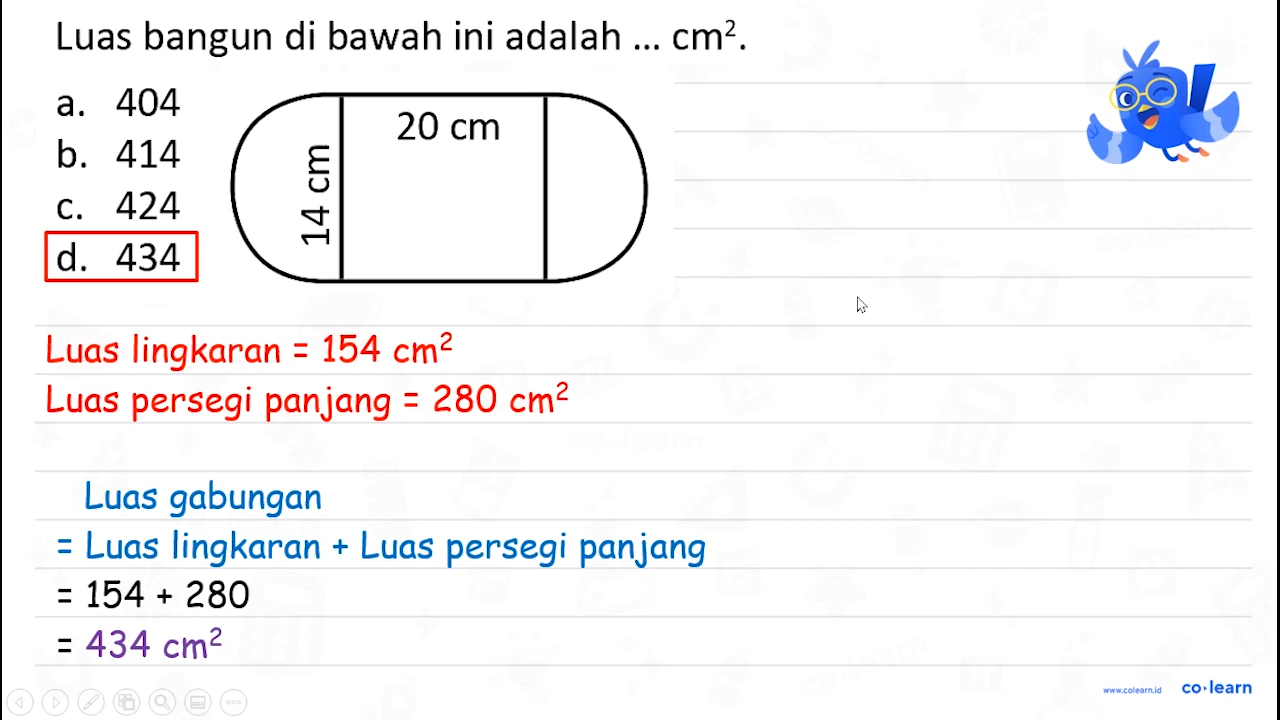 Luas bangun di bawah ini adalah ... cm².
a. 404
b. 414
c. 424
d. 434
20 cm
14 cm
Luas lingkaran = 154 cm²
Luas persegi panjang = 280 cm²
Luas gabungan
= Luas lingkaran + Luas persegi panjang
= 154 + 280
= 434 cm²
www.colearn.id
co·learn